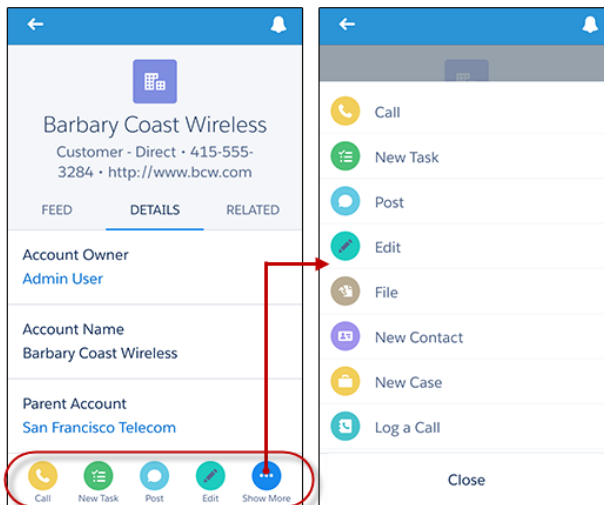 Barbary Coast Wireless
Customer - Direct • 415-555-
3284 • http://www.bcw.com
FEED DETAILS RELATED
Account Owner
Admin User
Account Name
Barbary Coast Wireless
Parent Account
San Francisco Telecom
Call New Task Post Edit Show More
Call
New Task
Post
Edit
File
New Contact
New Case
Log a Call
Close